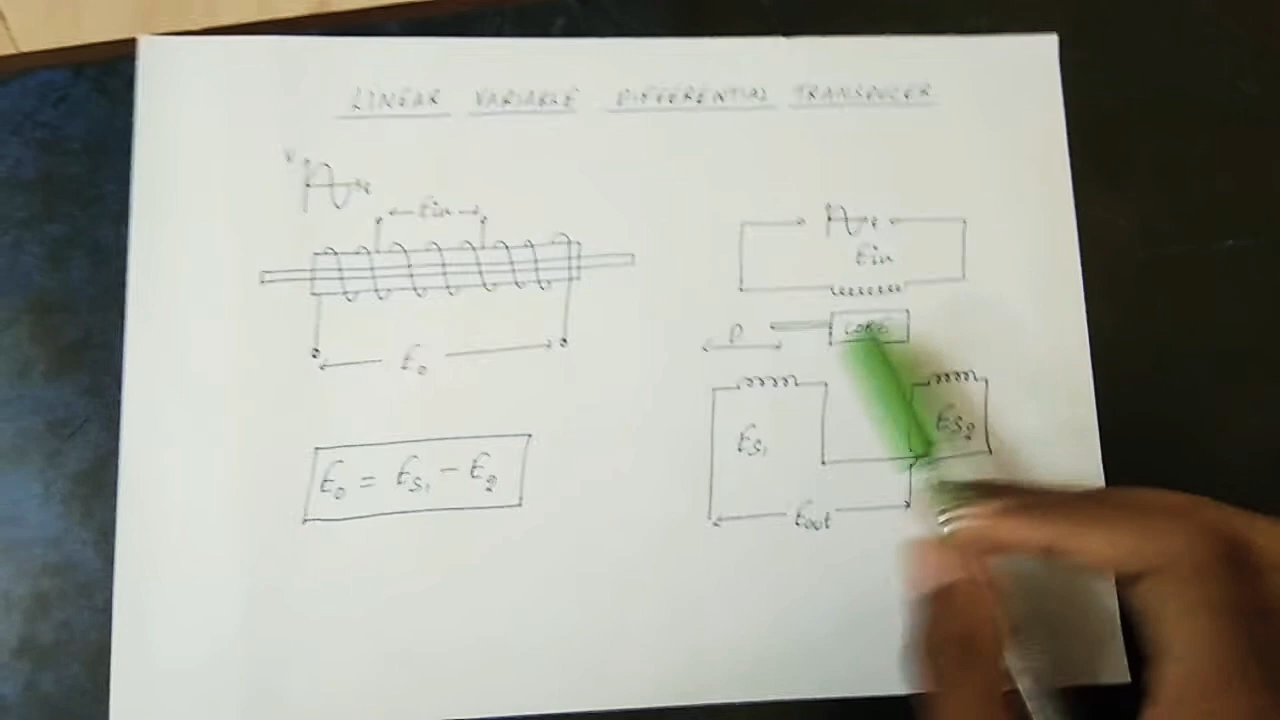 LINEAR VARIABLE DIFFERENTIAL TRANSDUCER
V
t
Ein
E₀
E₀ = ES₁ - E₂
t
Ein
D
CORE
ES₁
ES₂
Eout